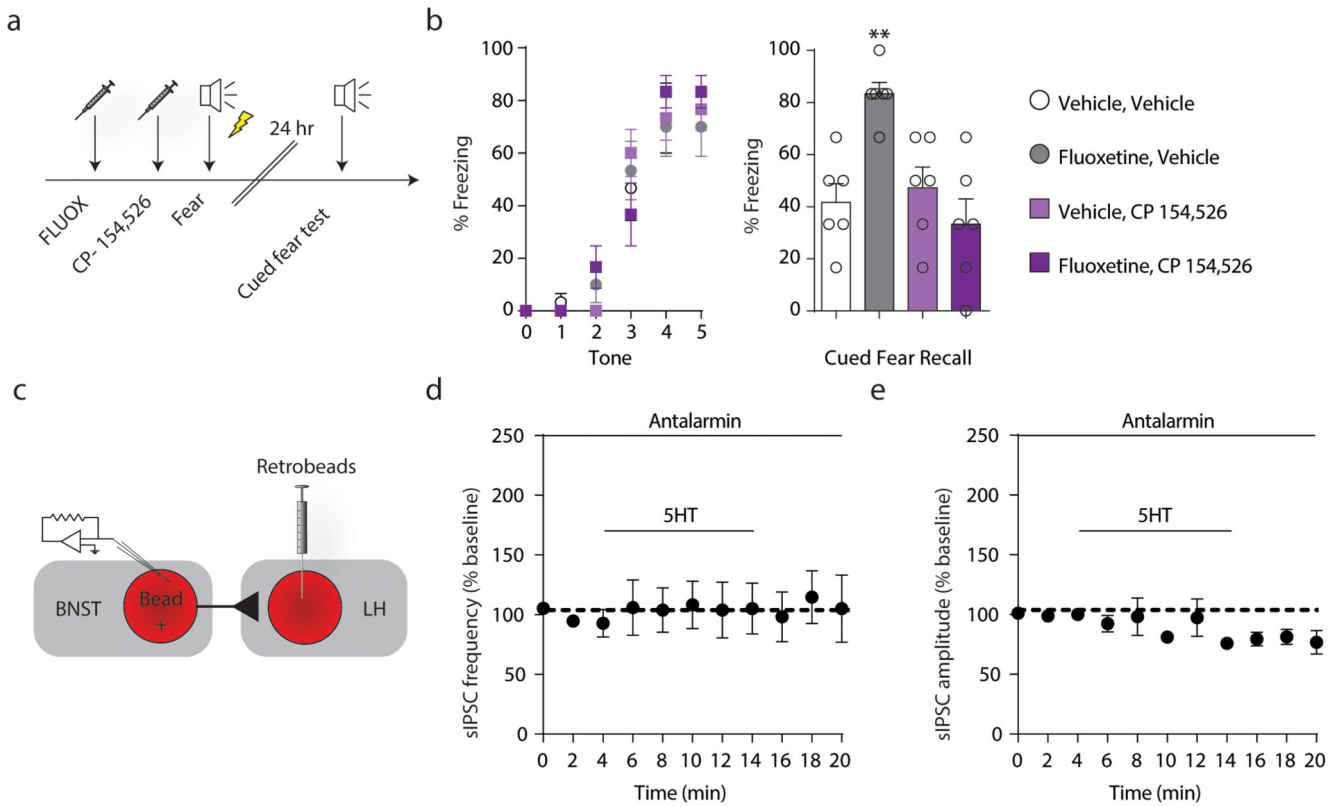 a
24 hr
FLUOX
CP- 154,526
Fear
Cued fear test
b
% Freezing
100
80
60
40
20
0
0 1 2 3 4 5
Tone
% Freezing
100
80
60
40
20
0
**
Cued Fear Recall
Vehicle, Vehicle
Fluoxetine, Vehicle
Vehicle, CP 154,526
Fluoxetine, CP 154,526
c
Retrobeads
BNST
Bead
+
LH
d
Antalarmin
5HT
sIPSC frequency (% baseline)
250
200
150
100
50
0
0 2 4 6 8 10 12 14 16 18 20
Time (min)
e
Antalarmin
5HT
sIPSC amplitude (% baseline)
250
200
150
100
50
0
0 2 4 6 8 10 12 14 16 18 20
Time (min)